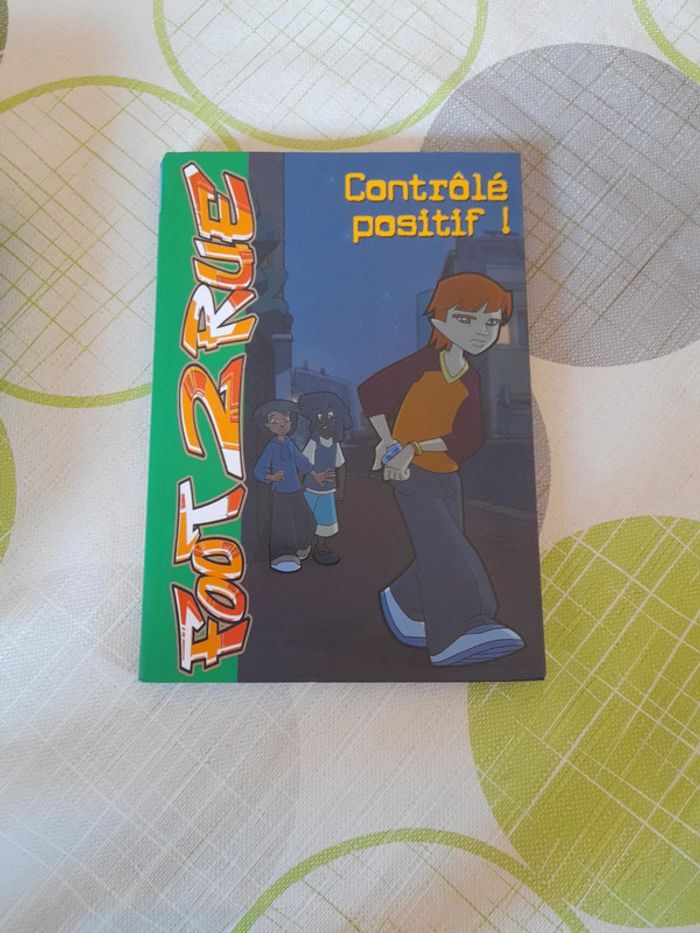 Contrôlé
positif !
FOOT 2 RUE